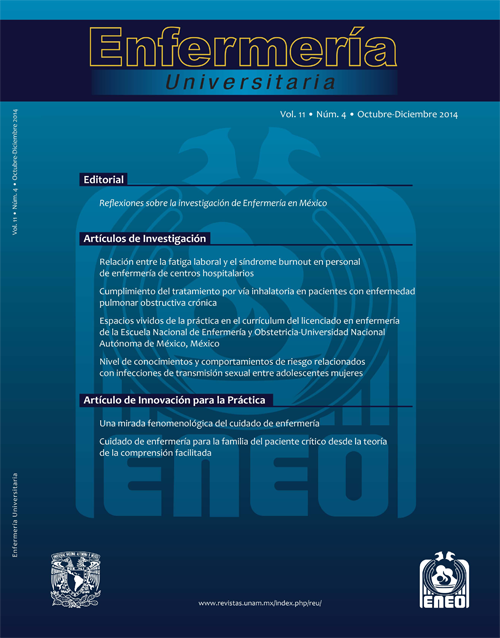 Enfermería
Universitaria
Vol. 11 • Núm. 4 • Octubre-Diciembre 2014
Vol. 11 • Núm. 4 • Octubre-Diciembre 2014
Editorial
Reflexiones sobre la investigación de Enfermería en México
Artículos de Investigación
Relación entre la fatiga laboral y el síndrome burnout en personal
de enfermería de centros hospitalarios
Cumplimiento del tratamiento por vía inhalatoria en pacientes con enfermedad
pulmonar obstructiva crónica
Espacios vividos de la práctica en el currículum del licenciado en enfermería
de la Escuela Nacional de Enfermería y Obstetricia-Universidad Nacional
Autónoma de México, México
Nivel de conocimientos y comportamientos de riesgo relacionados
con infecciones de transmisión sexual entre adolescentes mujeres
Artículo de Innovación para la Práctica
Una mirada fenomenológica del cuidado de enfermería
Cuidado de enfermería para la familia del paciente crítico desde la teoría
de la comprensión facilitada
ENEO
Enfermería Universitaria
www.revistas.unam.mx/index.php/reu/
ENEO